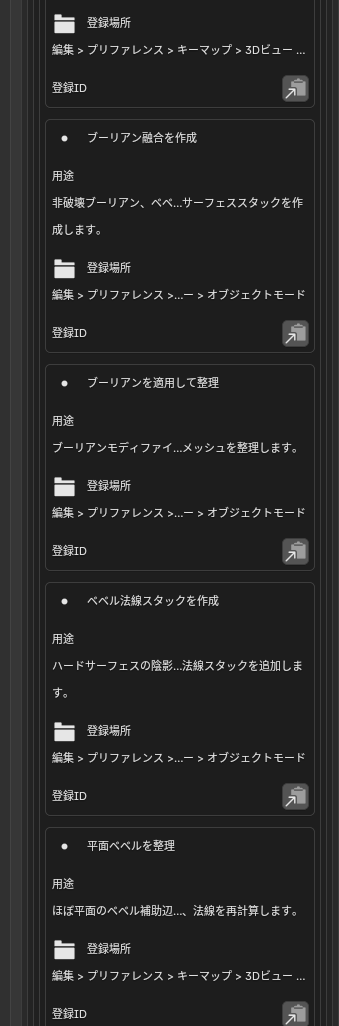 登録場所
編集 > プリファレンス > キーマップ > 3Dビュー ...
登録ID
ブーリアン融合を作成
用途
非破壊ブーリアン、ベベ...サーフェススタックを作
成します。
登録場所
編集 > プリファレンス >...ー > オブジェクトモード
登録ID
ブーリアンを適用して整理
用途
ブーリアンモディファイ...メッシュを整理します。
登録場所
編集 > プリファレンス >...ー > オブジェクトモード
登録ID
ベベル法線スタックを作成
用途
ハードサーフェスの陰影...法線スタックを追加しま
す。
登録場所
編集 > プリファレンス >...ー > オブジェクトモード
登録ID
平面ベベルを整理
用途
ほぼ平面のベベル補助辺...、法線を再計算します。
登録場所
編集 > プリファレンス > キーマップ > 3Dビュー ...
登録ID